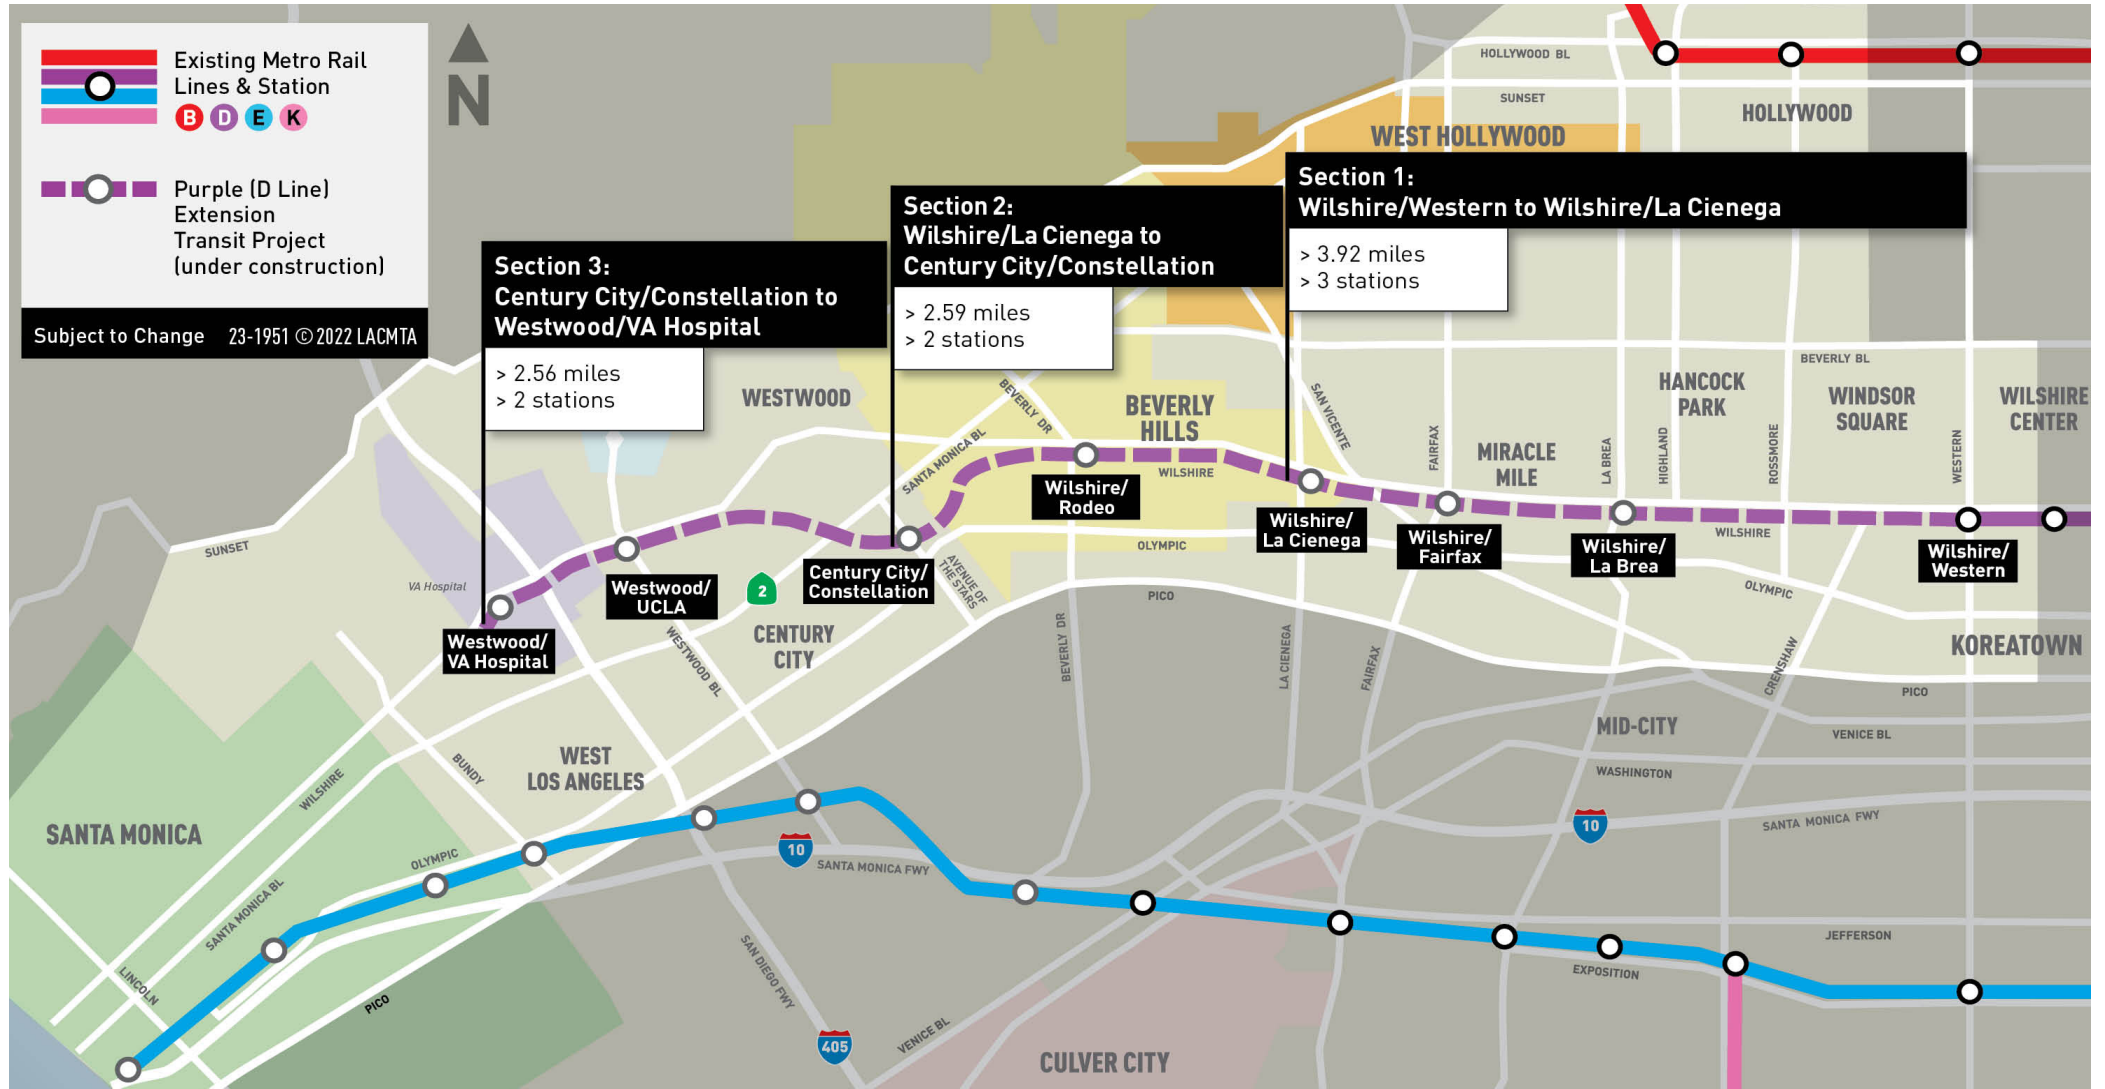 Existing Metro Rail
Lines & Station
B D E K
Purple (D Line)
Extension
Transit Project
(under construction)
Subject to Change 23-1951 © 2022 LACMTA
N
Section 3:
Century City/Constellation to
Westwood/VA Hospital
> 2.56 miles
> 2 stations
Section 2:
Wilshire/La Cienega to
Century City/Constellation
> 2.59 miles
> 2 stations
Section 1:
Wilshire/Western to Wilshire/La Cienega
> 3.92 miles
> 3 stations
HOLLYWOOD BL
SUNSET
HOLLYWOOD
WEST HOLLYWOOD
BEVERLY BL
WESTWOOD
BEVERLY DR
SANTA MONICA BL
BEVERLY
HILLS
SAN VICENTE
FAIRFAX
MIRACLE
MILE
LA BREA
HIGHLAND
HANCOCK
PARK
ROSSMORE
WINDSOR
SQUARE
WESTERN
WILSHIRE
CENTER
WILSHIRE
WILSHIRE
Wilshire/
Rodeo
Wilshire/
La Cienega
Wilshire/
Fairfax
Wilshire/
La Brea
Wilshire/
Western
OLYMPIC
OLYMPIC
SUNSET
VA Hospital
Westwood/
VA Hospital
Westwood/
UCLA
2
Century City/
Constellation
AVENUE OF
THE STARS
CENTURY
CITY
WESTWOOD BL
PICO
BEVERLY DR
LA CIENEGA
FAIRFAX
CRENSHAW
KOREATOWN
PICO
MID-CITY
VENICE BL
WASHINGTON
10
SANTA MONICA FWY
WEST
LOS ANGELES
BUNDY
WILSHIRE
SANTA MONICA
OLYMPIC
SANTA MONICA BL
LINCOLN
PICO
10
SANTA MONICA FWY
SAN DIEGO FWY
405
VENICE BL
CULVER CITY
JEFFERSON
EXPOSITION